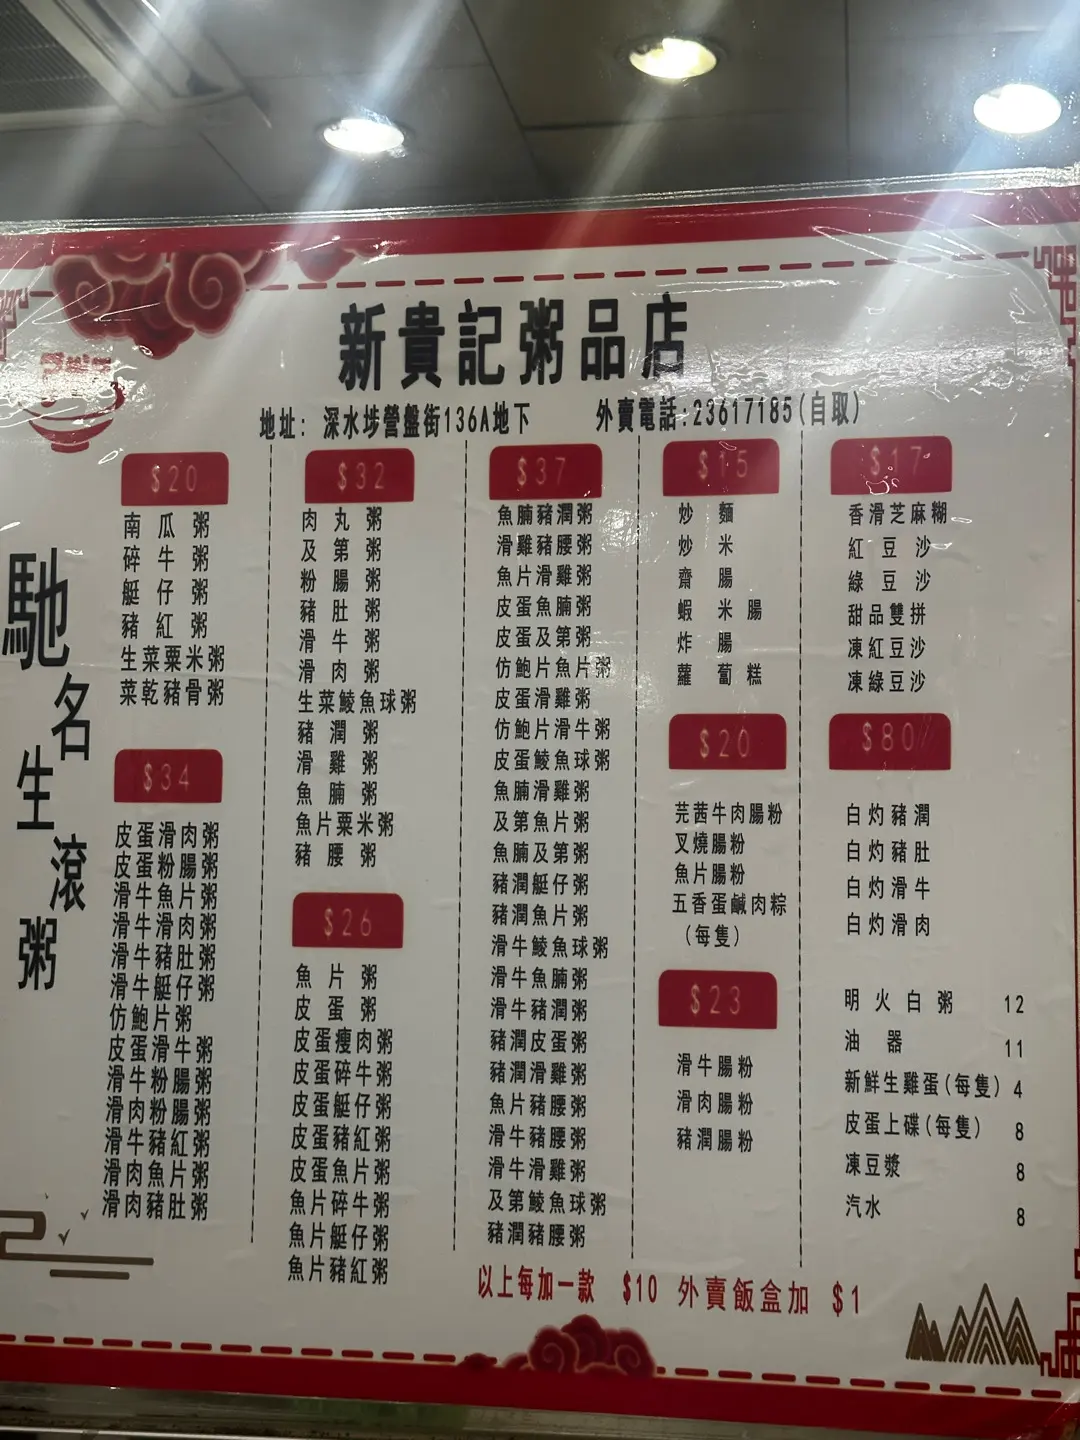 新貴記粥品店
地址: 深水埗營盤街136A地下 外賣電話:23617185(自取)
馳名生滾粥
$20
南瓜粥
碎牛粥
艇仔粥
豬紅粥
生菜粟米粥
菜乾豬骨粥
$34
皮蛋滑肉粥
皮蛋粉腸粥
滑牛魚片粥
滑牛滑肉粥
滑牛豬肚粥
滑牛艇仔粥
仿鮑片粥
皮蛋滑牛粥
滑牛粉腸粥
滑肉粉腸粥
滑牛豬紅粥
滑肉魚片粥
滑肉豬肚粥
$32
肉丸粥
及第粥
粉腸粥
豬肚粥
滑牛粥
滑肉粥
生菜鯪魚球粥
豬潤粥
滑雞粥
魚腩粥
魚片粟米粥
豬腰粥
$26
魚片粥
皮蛋粥
皮蛋瘦肉粥
皮蛋碎牛粥
皮蛋艇仔粥
皮蛋豬紅粥
皮蛋魚片粥
魚片碎牛粥
魚片艇仔粥
魚片豬紅粥
$37
魚腩豬潤粥
滑雞豬腰粥
魚片滑雞粥
皮蛋魚腩粥
皮蛋及第粥
仿鮑片魚片粥
皮蛋滑雞粥
仿鮑片滑牛粥
皮蛋鯪魚球粥
魚腩滑雞粥
及第魚片粥
魚腩及第粥
豬潤艇仔粥
豬潤魚片粥
滑牛鯪魚球粥
滑牛魚腩粥
滑牛豬潤粥
豬潤皮蛋粥
豬潤滑雞粥
魚片豬腰粥
滑牛豬腰粥
滑牛滑雞粥
及第鯪魚球粥
豬潤豬腰粥
$15
炒麵
炒米
齋腸
蝦米腸
炸腸
蘿蔔糕
$20
芫茜牛肉腸粉
叉燒腸粉
魚片腸粉
五香蛋鹹肉粽
(每隻)
$23
滑牛腸粉
滑肉腸粉
豬潤腸粉
$17
香滑芝麻糊
紅豆沙
綠豆沙
甜品雙拼
凍紅豆沙
凍綠豆沙
$80
白灼豬潤
白灼豬肚
白灼滑牛
白灼滑肉
明火白粥 12
油器 11
新鮮生雞蛋(每隻) 4
皮蛋上碟(每隻) 8
凍豆漿 8
汽水 8
以上每加一款 $10 外賣飯盒加 $1